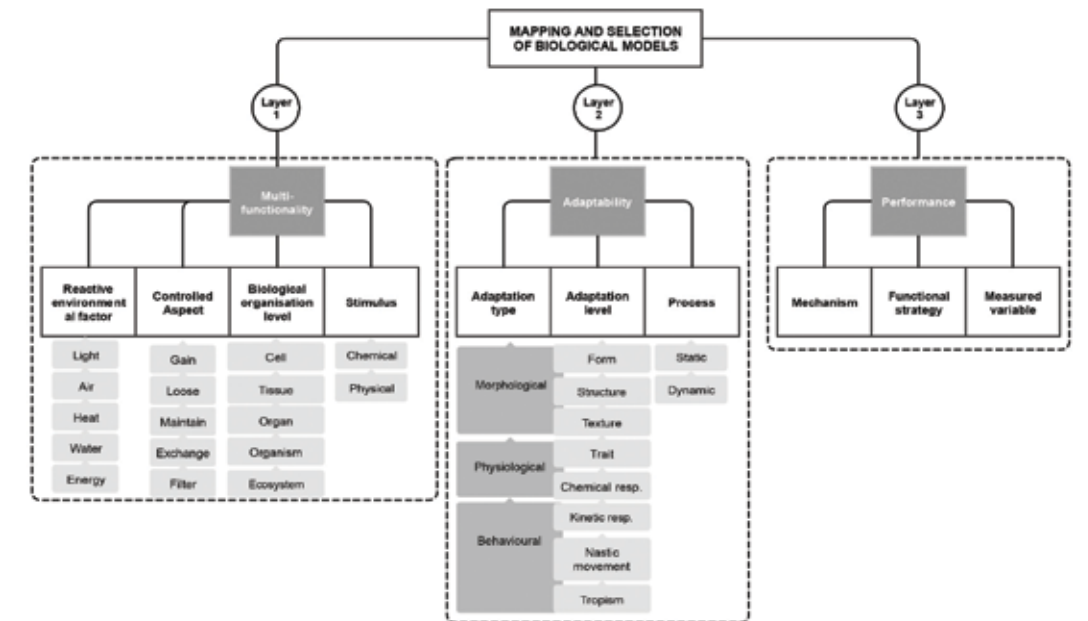 MAPPING AND SELECTION
OF BIOLOGICAL MODELS
Layer
1
Layer
2
Layer
3
Multi-
functionality
Adaptability
Performance
Reactive
environment
al factor
Controlled
Aspect
Biological
organisation
level
Stimulus
Adaptation
type
Adaptation
level
Process
Mechanism
Functional
strategy
Measured
variable
Light
Air
Heat
Water
Energy
Gain
Loose
Maintain
Exchange
Filter
Cell
Tissue
Organ
Organism
Ecosystem
Chemical
Physical
Morphological
Physiological
Behavioural
Form
Structure
Texture
Trait
Chemical resp.
Kinetic resp.
Nastic
movement
Tropism
Static
Dynamic